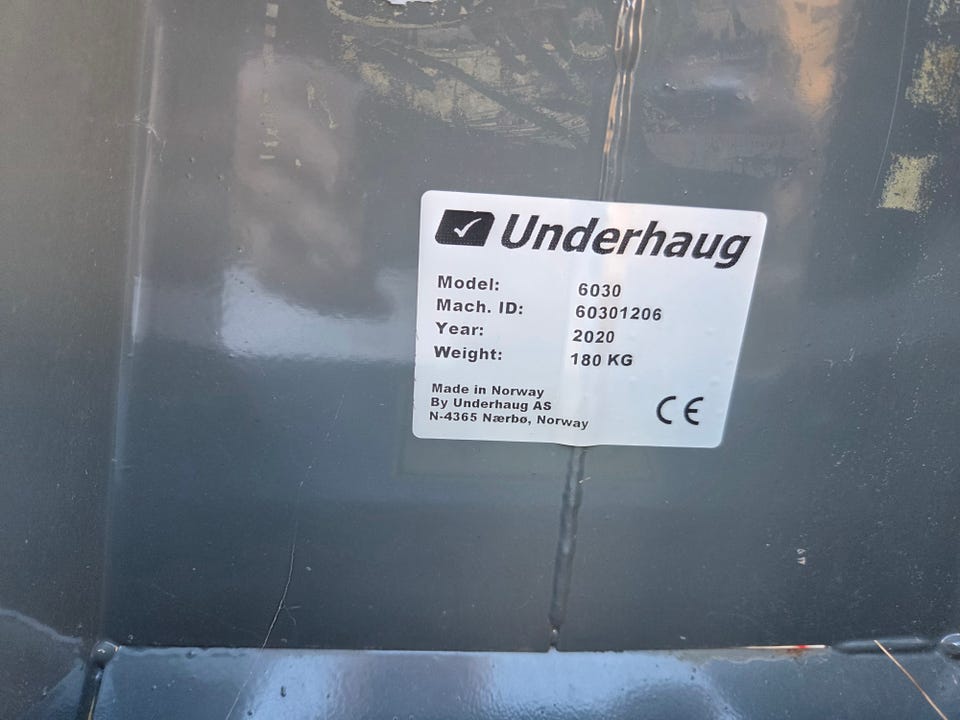 Underhaug
Model: 6030
Mach. ID: 60301206
Year: 2020
Weight: 180 KG
Made in Norway
By Underhaug AS
N-4365 Nærbø, Norway
CE